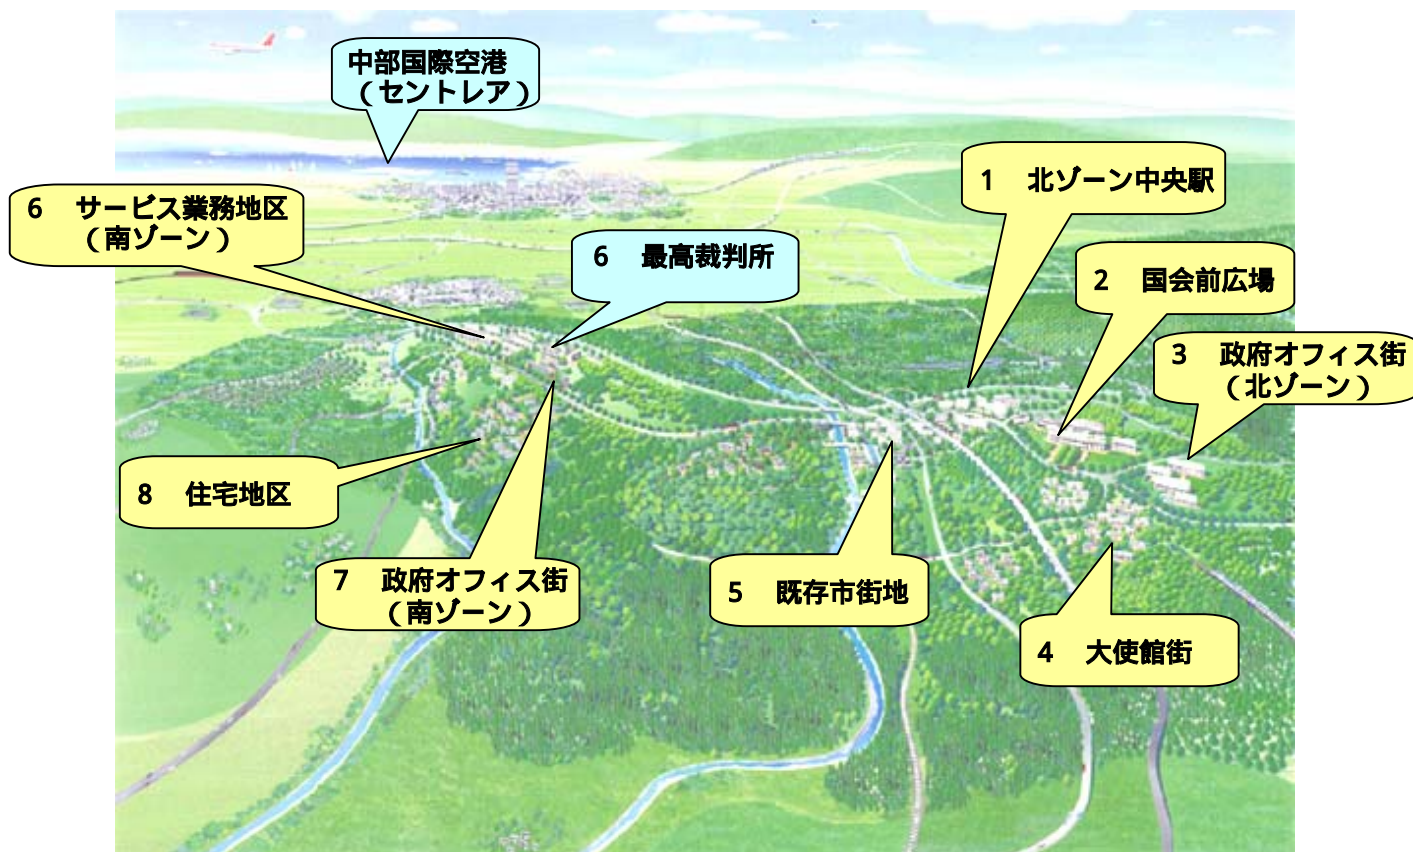 中部国際空港
（セントレア）
1 北ゾーン中央駅
6 サービス業務地区
（南ゾーン）
6 最高裁判所
2 国会前広場
3 政府オフィス街
（北ゾーン）
8 住宅地区
7 政府オフィス街
（南ゾーン）
5 既存市街地
4 大使館街